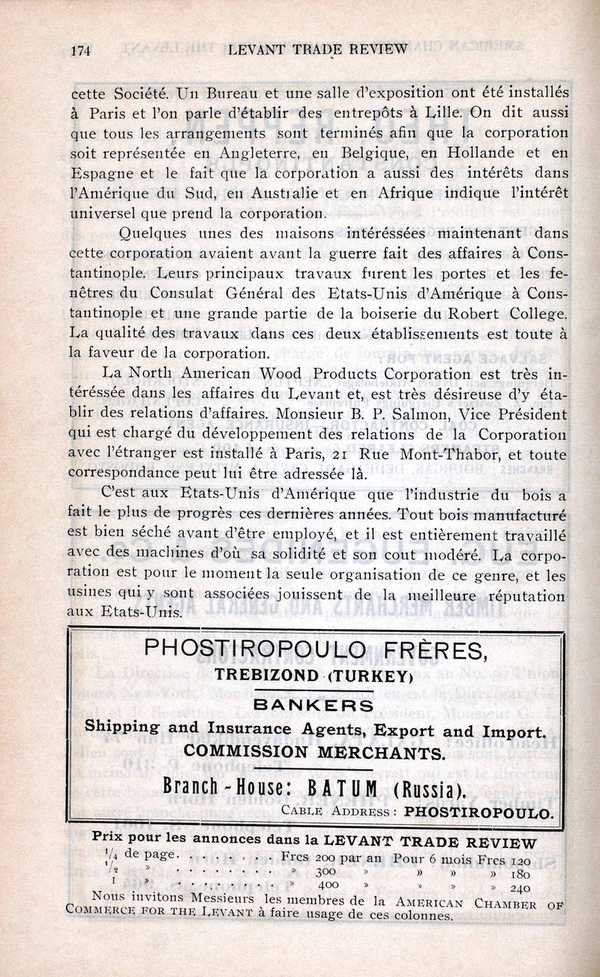 174 LEVANT TRADE REVIEW
cette Société. Un Bureau et une salle d'exposition ont été installés
à Paris et l'on parle d'établir des entrepôts à Lille. On dit aussi
que tous les arrangements sont terminés afin que la corporation
soit représentée en Angleterre, en Belgique, en Hollande et en
Espagne et le fait que la corporation a aussi des intérêts dans
l'Amérique du Sud, en Australie et en Afrique indique l'intérêt
universel que prend la corporation.
Quelques unes des maisons intéréssées maintenant dans
cette corporation avaient avant la guerre fait des affaires à Cons-
tantinople. Leurs principaux travaux furent les portes et les fe-
nêtres du Consulat Général des Etats-Unis d'Amérique à Cons-
tantinople et une grande partie de la boiserie du Robert College.
La qualité des travaux dans ces deux établissements est toute à
la faveur de la corporation.
La North American Wood Products Corporation est très in-
téréssée dans les affaires du Levant et, est très désireuse d'y éta-
blir des relations d'affaires. Monsieur B. P. Salmon, Vice Président
qui est chargé du développement des relations de la Corporation
avec l'étranger est installé à Paris, 21 Rue Mont-Thabor, et toute
correspondance peut lui être adressée là.
C'est aux Etats-Unis d'Amérique que l'industrie du bois a
fait le plus de progrès ces dernières années. Tout bois manufacturé
est bien séché avant d'être employé, et il est entièrement travaillé
avec des machines d'où sa solidité et son cout modéré. La corpo-
ration est pour le moment la seule organisation de ce genre, et les
usines qui y sont associées jouissent de la meilleure réputation
aux Etats-Unis.
PHOSTIROPOULO FRÈRES,
TREBIZOND (TURKEY)
BANKERS
Shipping and Insurance Agents, Export and Import.
COMMISSION MERCHANTS.
Branch-House: BATUM (Russia).
CABLE ADDRESS: PHOSTIROPOULO.
Prix pour les annonces dans la LEVANT TRADE REVIEW
1/4 de page. . . . . . . . Frcs 200 par an Pour 6 mois Frcs 120
1/2 » . . . . . . . . » 300 » » » » 180
1 » . . . . . . . . » 400 » » » » 240
Nous invitons Messieurs les membres de la AMERICAN CHAMBER OF
COMMERCE FOR THE LEVANT à faire usage de ces colonnes.